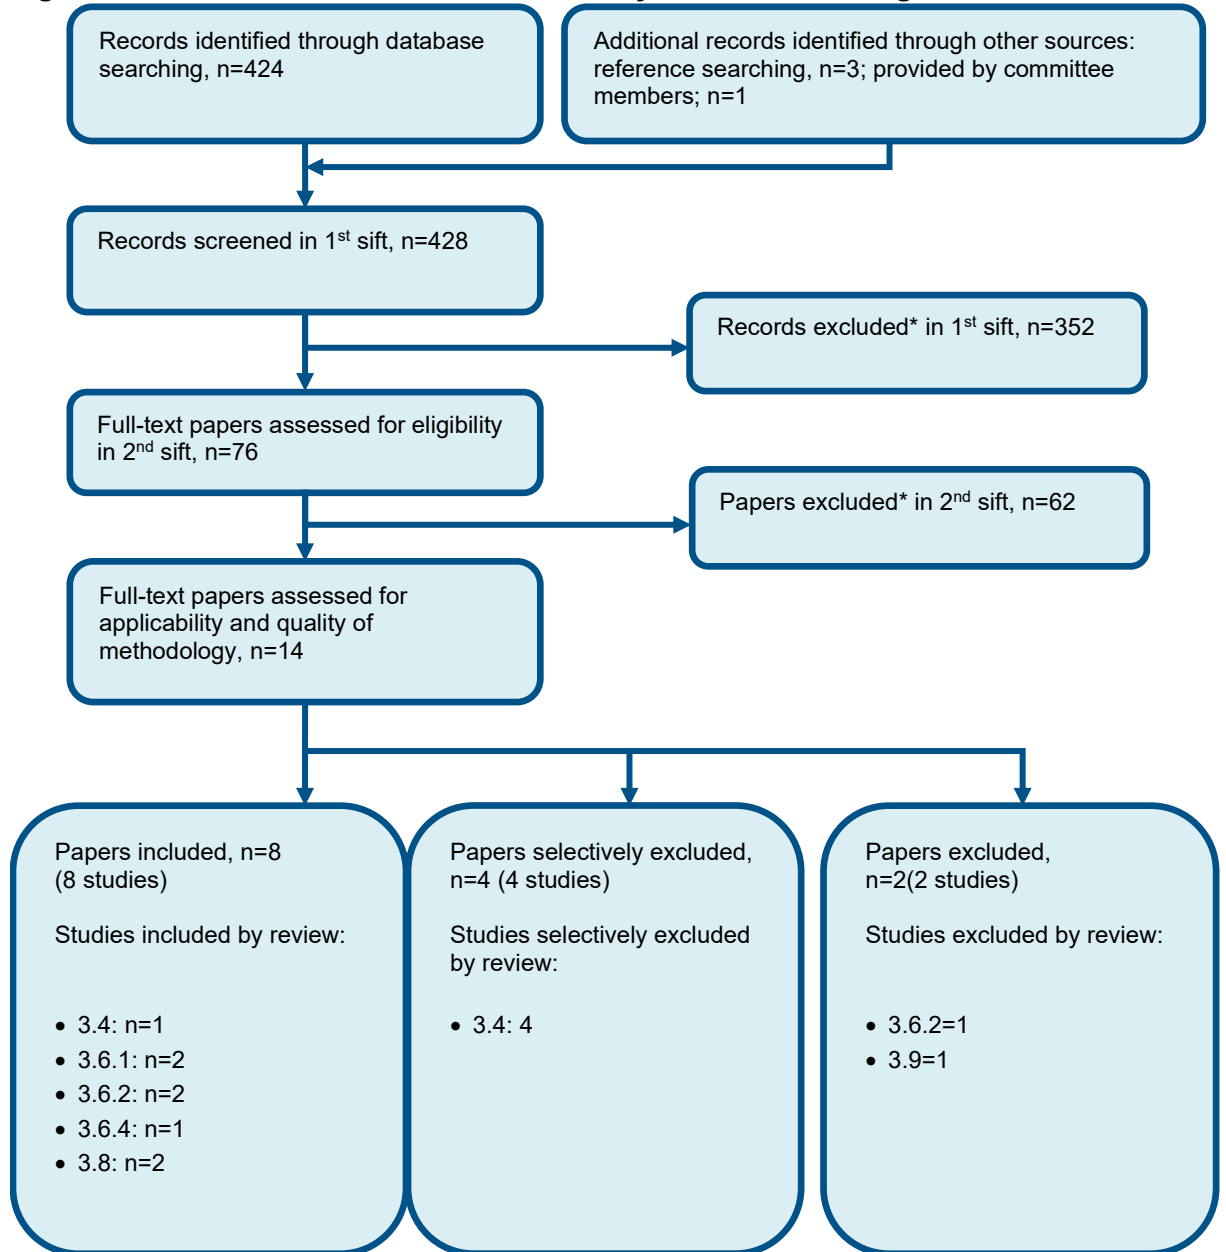 Records identified through database
searching, n=424
Additional records identified through other sources:
reference searching, n=3; provided by committee
members; n=1
Records screened in 1st sift, n=428
Records excluded* in 1st sift, n=352
Full-text papers assessed for eligibility
in 2nd sift, n=76
Papers excluded* in 2nd sift, n=62
Full-text papers assessed for
applicability and quality of
methodology, n=14
Papers included, n=8
(8 studies)
Studies included by review:
• 3.4: n=1
• 3.6.1: n=2
• 3.6.2: n=2
• 3.6.4: n=1
• 3.8: n=2
Papers selectively excluded,
n=4 (4 studies)
Studies selectively excluded
by review:
• 3.4: 4
Papers excluded,
n=2(2 studies)
Studies excluded by review:
• 3.6.2=1
• 3.9=1